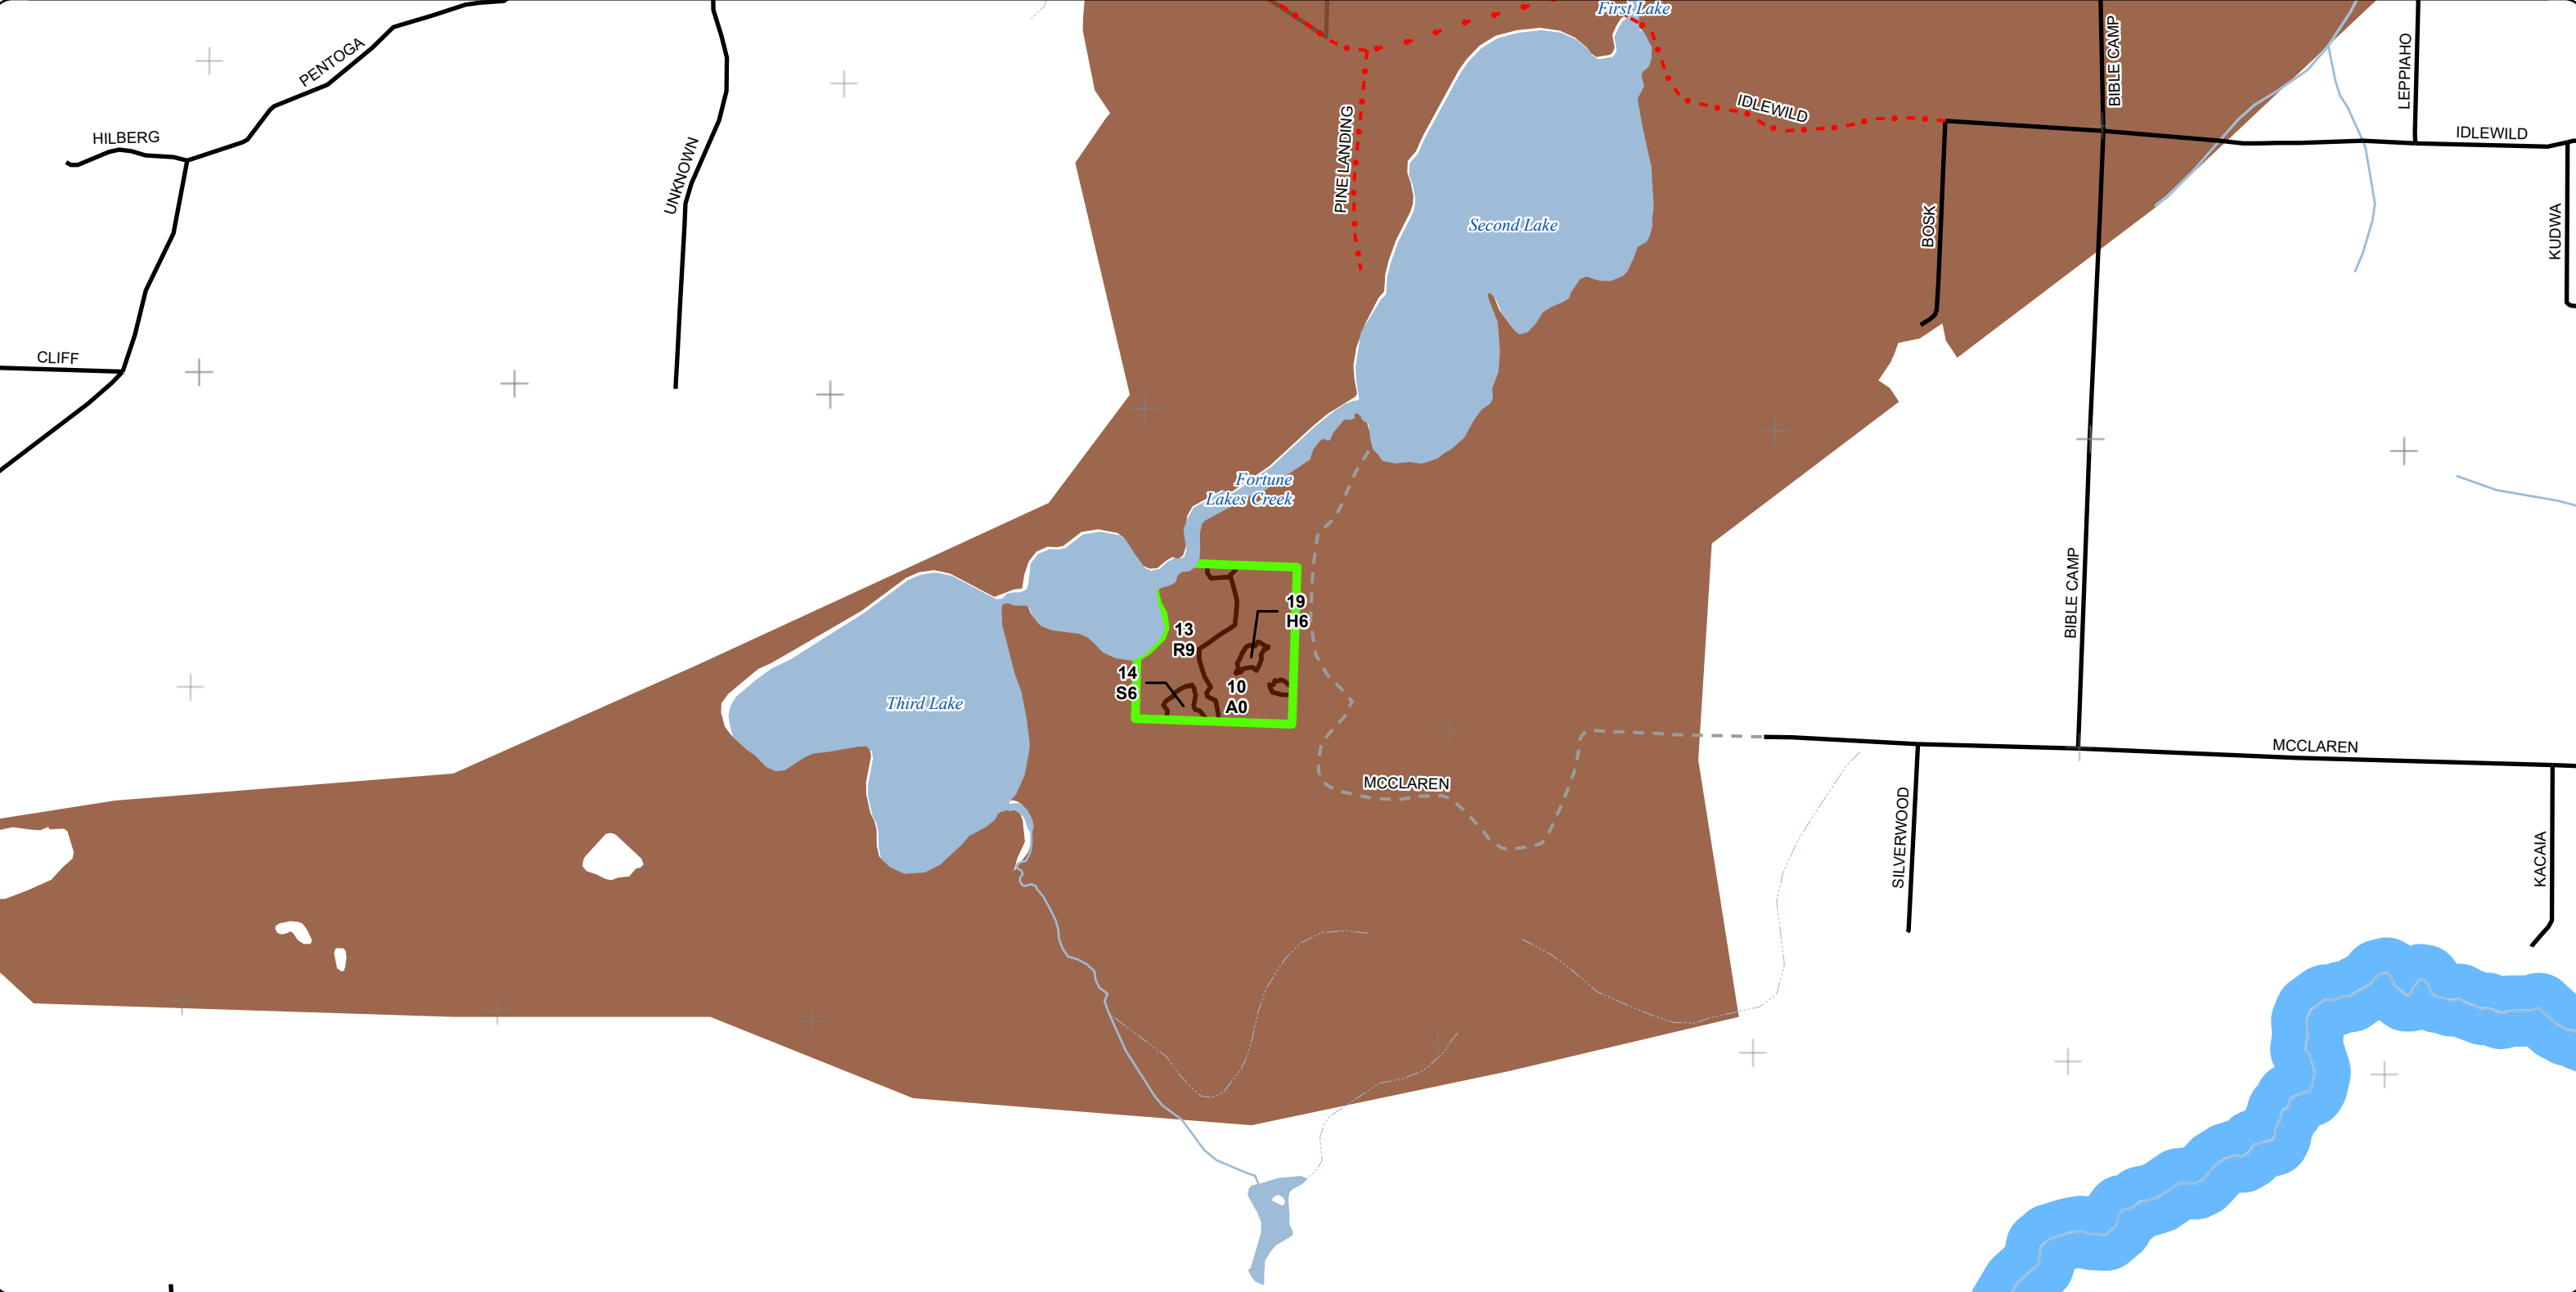 First Lake
PENTOGA
BIBLE CAMP
LEPPIAHO
IDLEWILD
HILBERG
UNKNOWN
PINE LANDING
IDLEWILD
Second Lake
BOSK
KUDWA
CLIFF
Fortune
Lakes Creek
BIBLE CAMP
19
H6
13
R9
14
S6
10
A0
Third Lake
MCCLAREN
MCCLAREN
SILVERWOOD
KACAIA